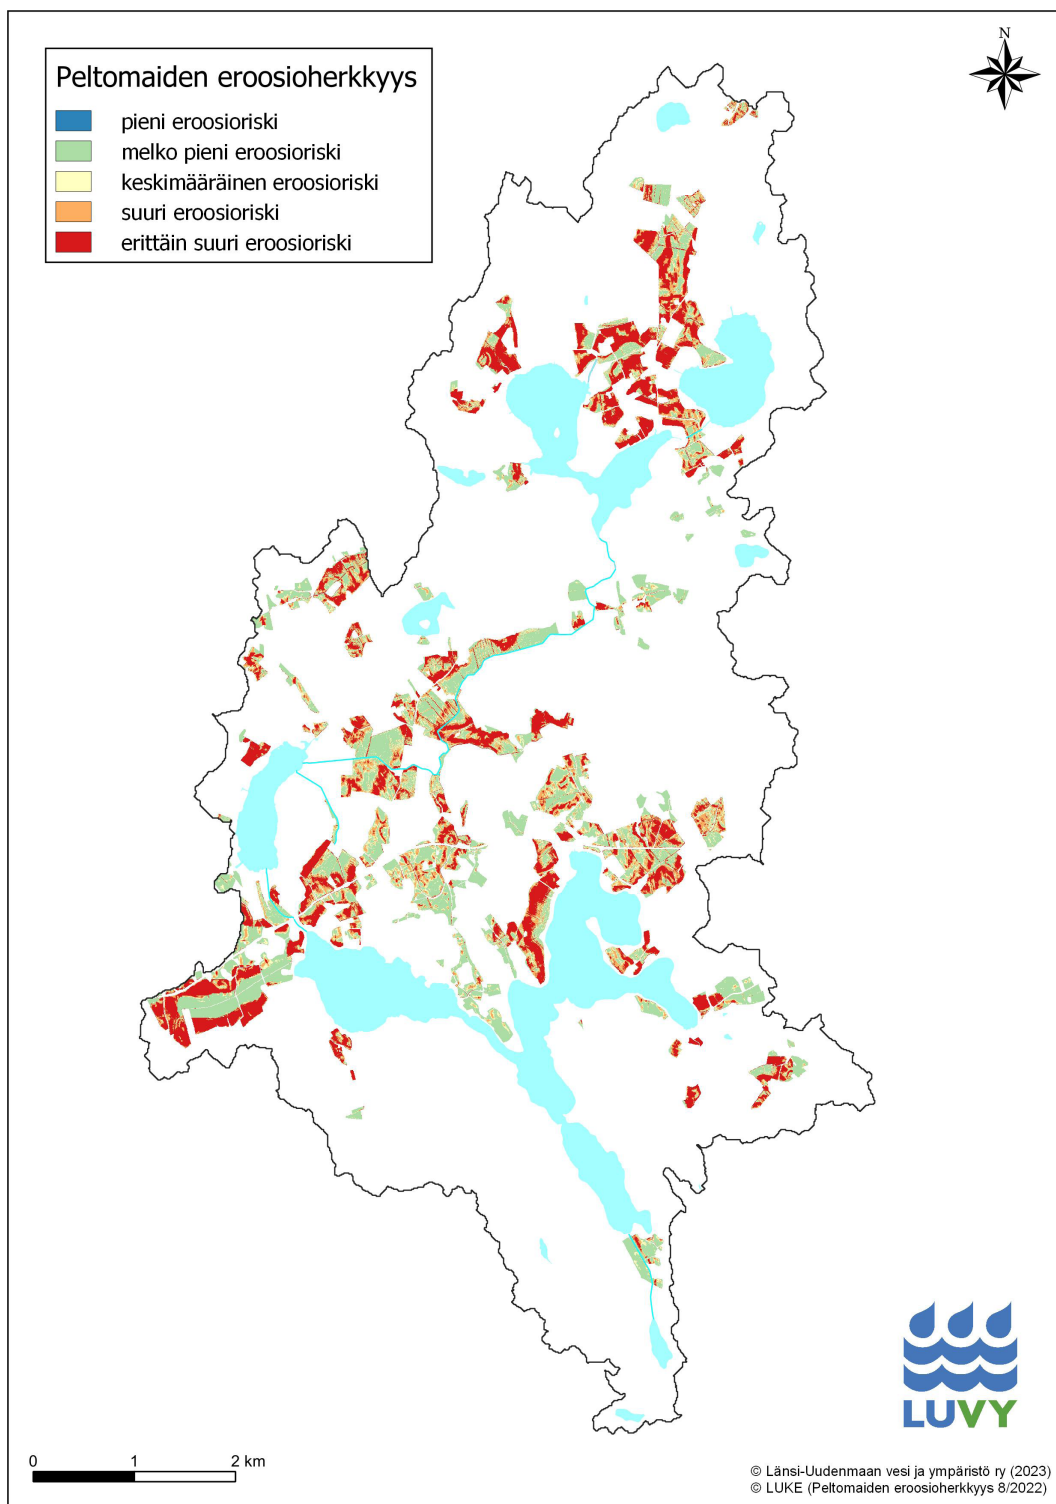 Peltomaiden eroosioherkkyys
pieni eroosioriski
melko pieni eroosioriski
keskimääräinen eroosioriski
suuri eroosioriski
erittäin suuri eroosioriski
N
LUVY
0 1 2 km
© Länsi-Uudenmaan vesi ja ympäristö ry (2023)
© LUKE (Peltomaiden eroosioherkkyys 8/2022)